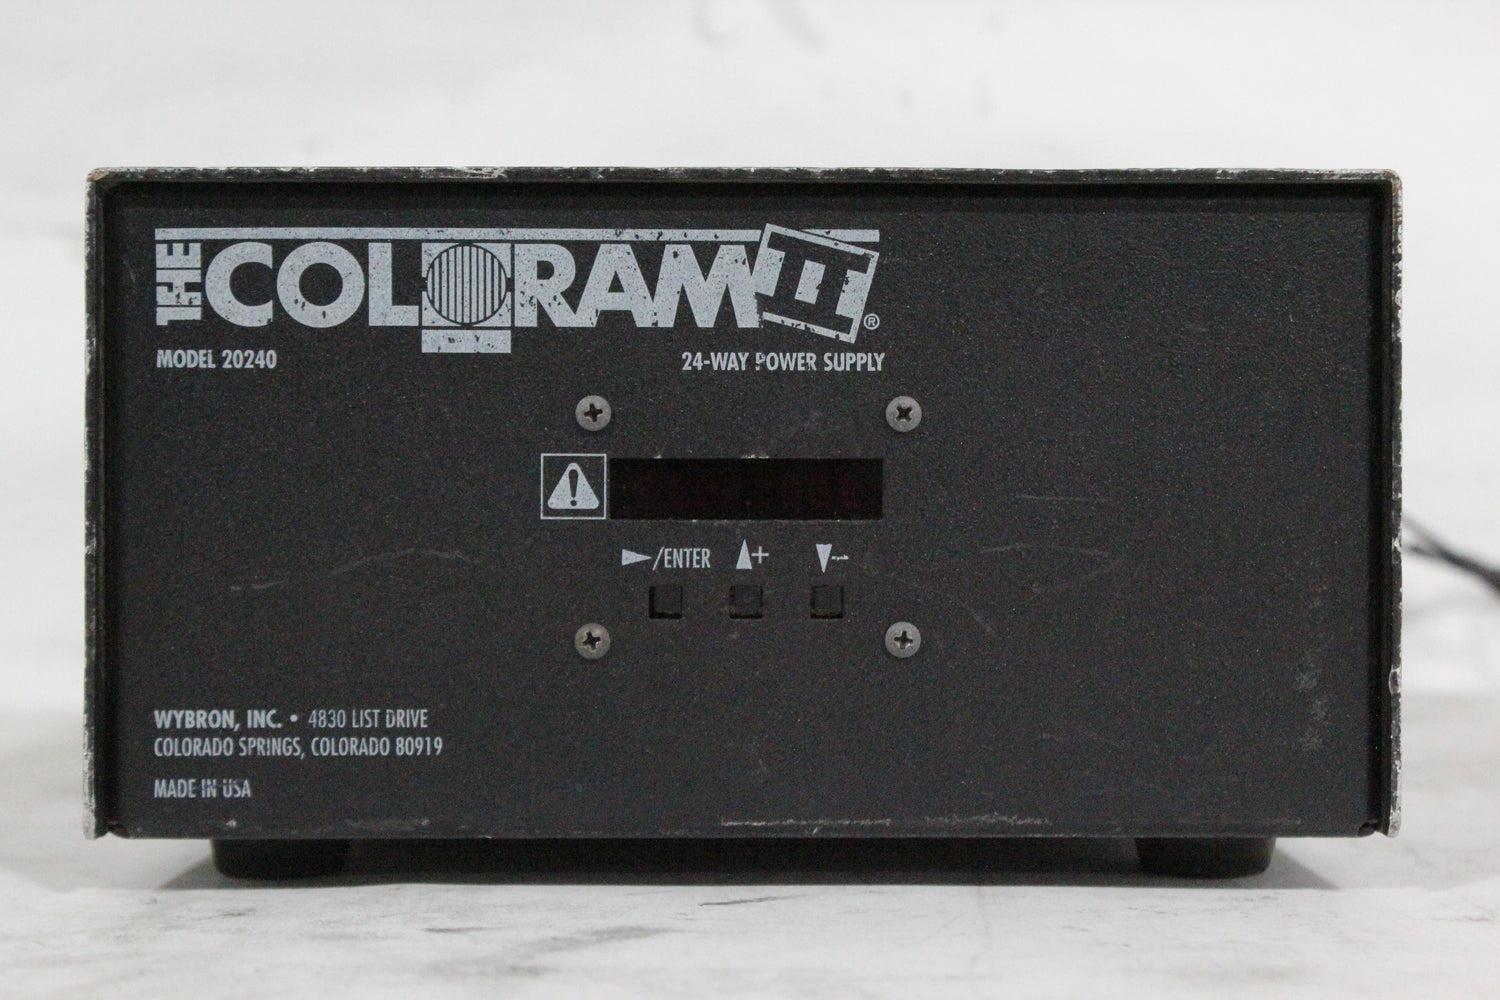 THE COLORAM II ®
MODEL 20240
24-WAY POWER SUPPLY
/ENTER + -
WYBRON, INC. • 4830 LIST DRIVE
COLORADO SPRINGS, COLORADO 80919
MADE IN USA